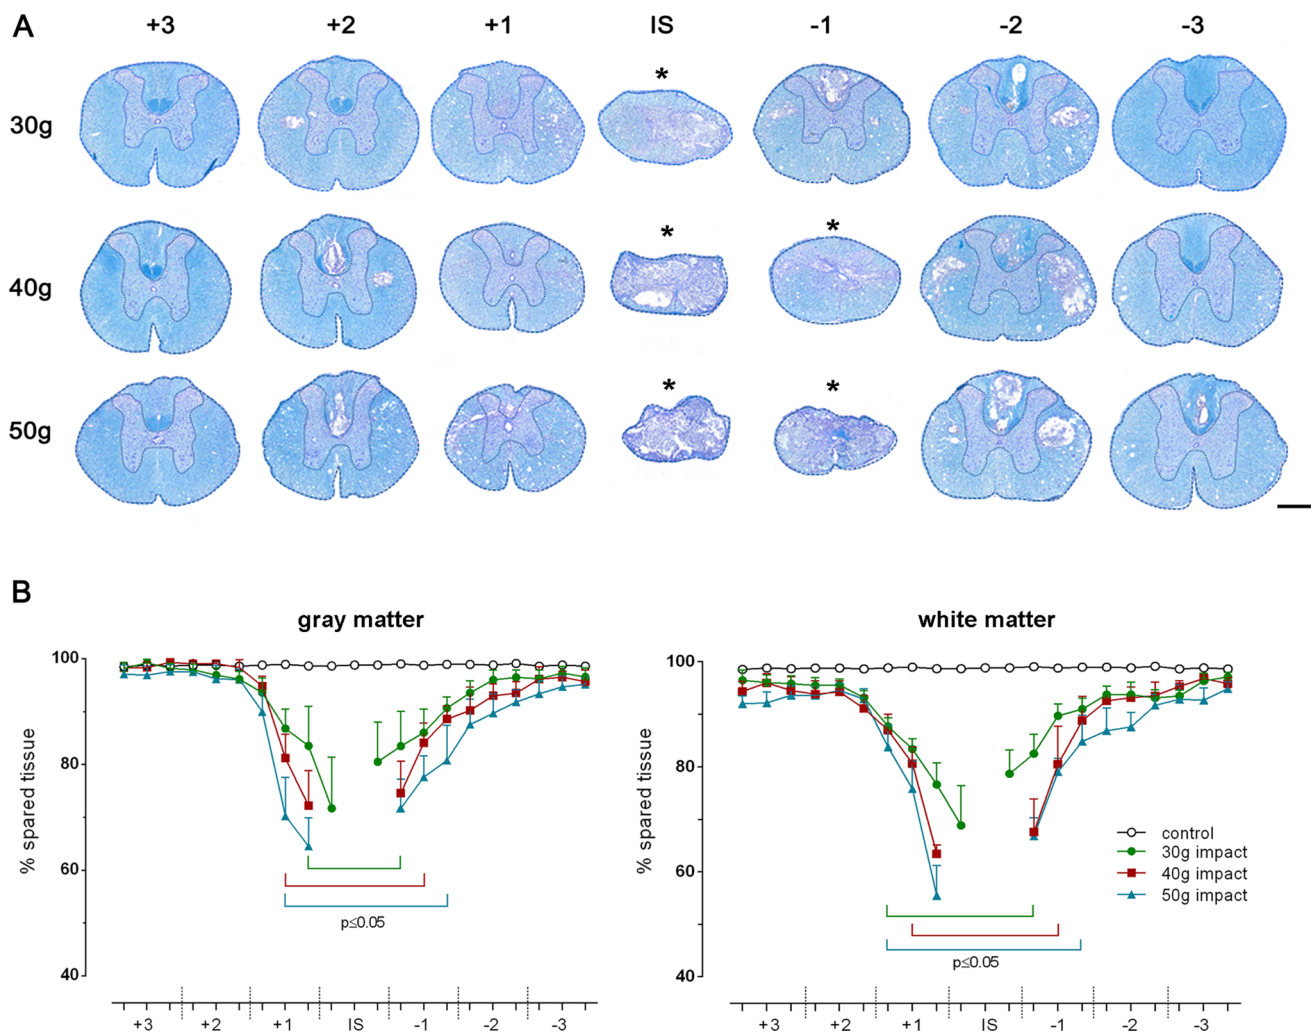 A
+3 +2 +1 IS -1 -2 -3
30g
*
40g
* *
50g
* *
B
gray matter
% spared tissue
100
80
60
40
p≤0.05
+3 +2 +1 IS -1 -2 -3
white matter
% spared tissue
100
80
60
40
control
30g impact
40g impact
50g impact
p≤0.05
+3 +2 +1 IS -1 -2 -3